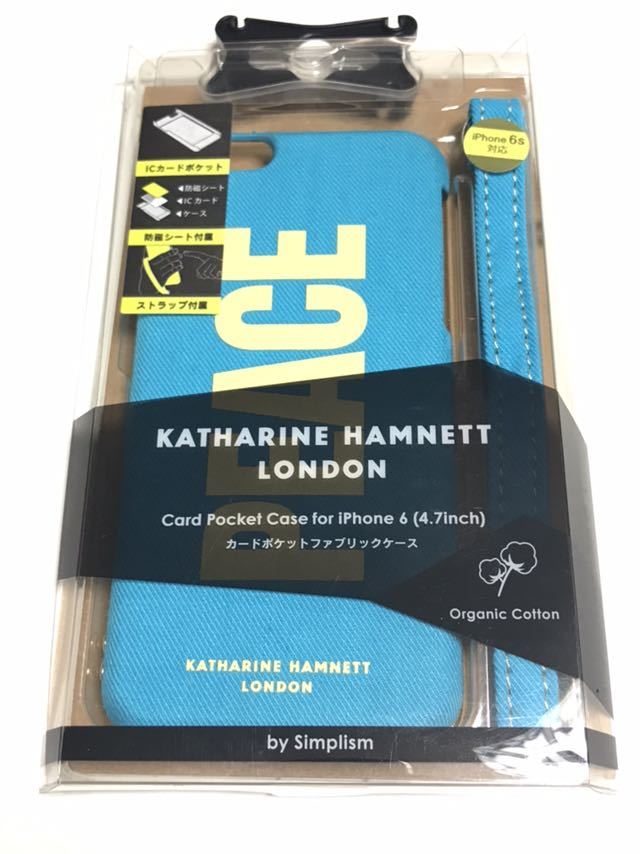 iPhone 6s
対応
ICカードポケット
◀防磁シート
◀ICカード
◀ケース
防磁シート付属
ストラップ付属
PEACE
KATHARINE HAMNETT
LONDON
Card Pocket Case for iPhone 6 (4.7inch)
カードポケットファブリックケース
Organic Cotton
KATHARINE HAMNETT
LONDON
by Simplism